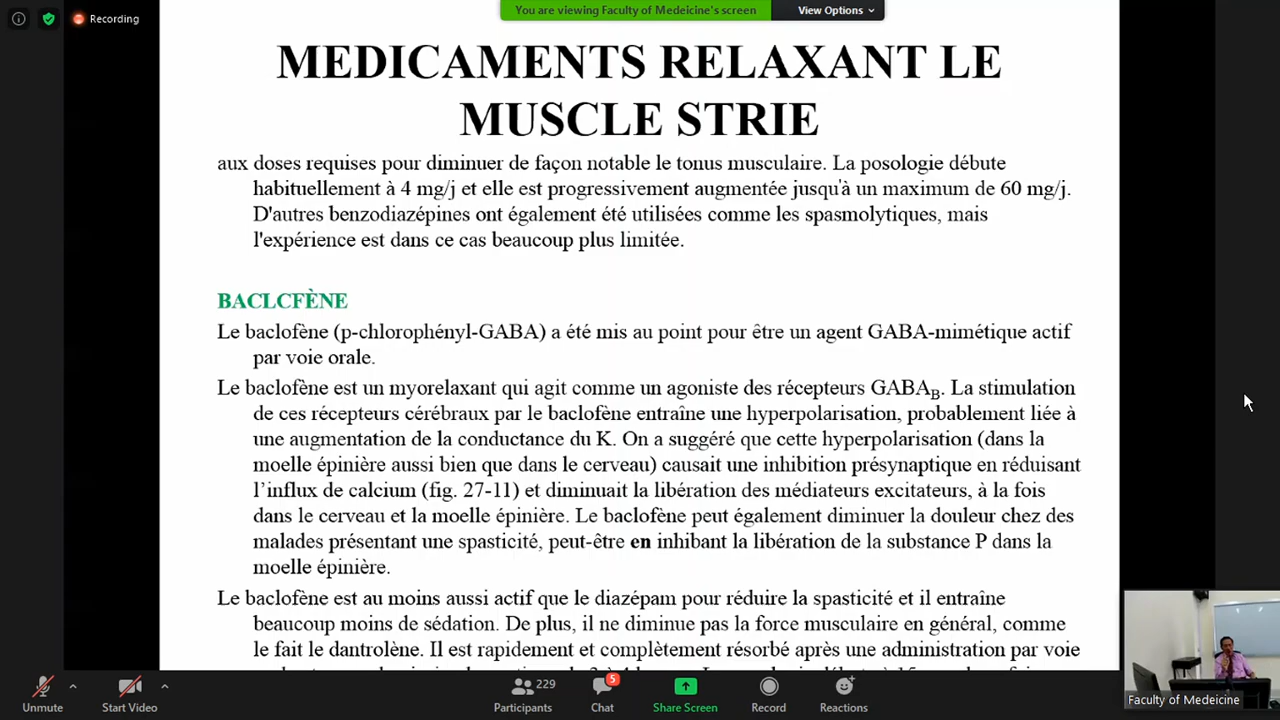 Recording
You are viewing Faculty of Medeicine's screen
View Options
MEDICAMENTS RELAXANT LE
MUSCLE STRIE
aux doses requises pour diminuer de façon notable le tonus musculaire. La posologie débute
habituellement à 4 mg/j et elle est progressivement augmentée jusqu'à un maximum de 60 mg/j.
D'autres benzodiazépines ont également été utilisées comme les spasmolytiques, mais
l'expérience est dans ce cas beaucoup plus limitée.
BACLCFÈNE
Le baclofène (p-chlorophényl-GABA) a été mis au point pour être un agent GABA-mimétique actif
par voie orale.
Le baclofène est un myorelaxant qui agit comme un agoniste des récepteurs GABAB. La stimulation
de ces récepteurs cérébraux par le baclofène entraîne une hyperpolarisation, probablement liée à
une augmentation de la conductance du K. On a suggéré que cette hyperpolarisation (dans la
moelle épinière aussi bien que dans le cerveau) causait une inhibition présynaptique en réduisant
l’influx de calcium (fig. 27-11) et diminuait la libération des médiateurs excitateurs, à la fois
dans le cerveau et la moelle épinière. Le baclofène peut également diminuer la douleur chez des
malades présentant une spasticité, peut-être en inhibant la libération de la substance P dans la
moelle épinière.
Le baclofène est au moins aussi actif que le diazépam pour réduire la spasticité et il entraîne
beaucoup moins de sédation. De plus, il ne diminue pas la force musculaire en général, comme
le fait le dantrolène. Il est rapidement et complètement résorbé après une administration par voie
Faculty of Medeicine
Unmute
Start Video
229
Participants
5
Chat
Share Screen
Record
Reactions